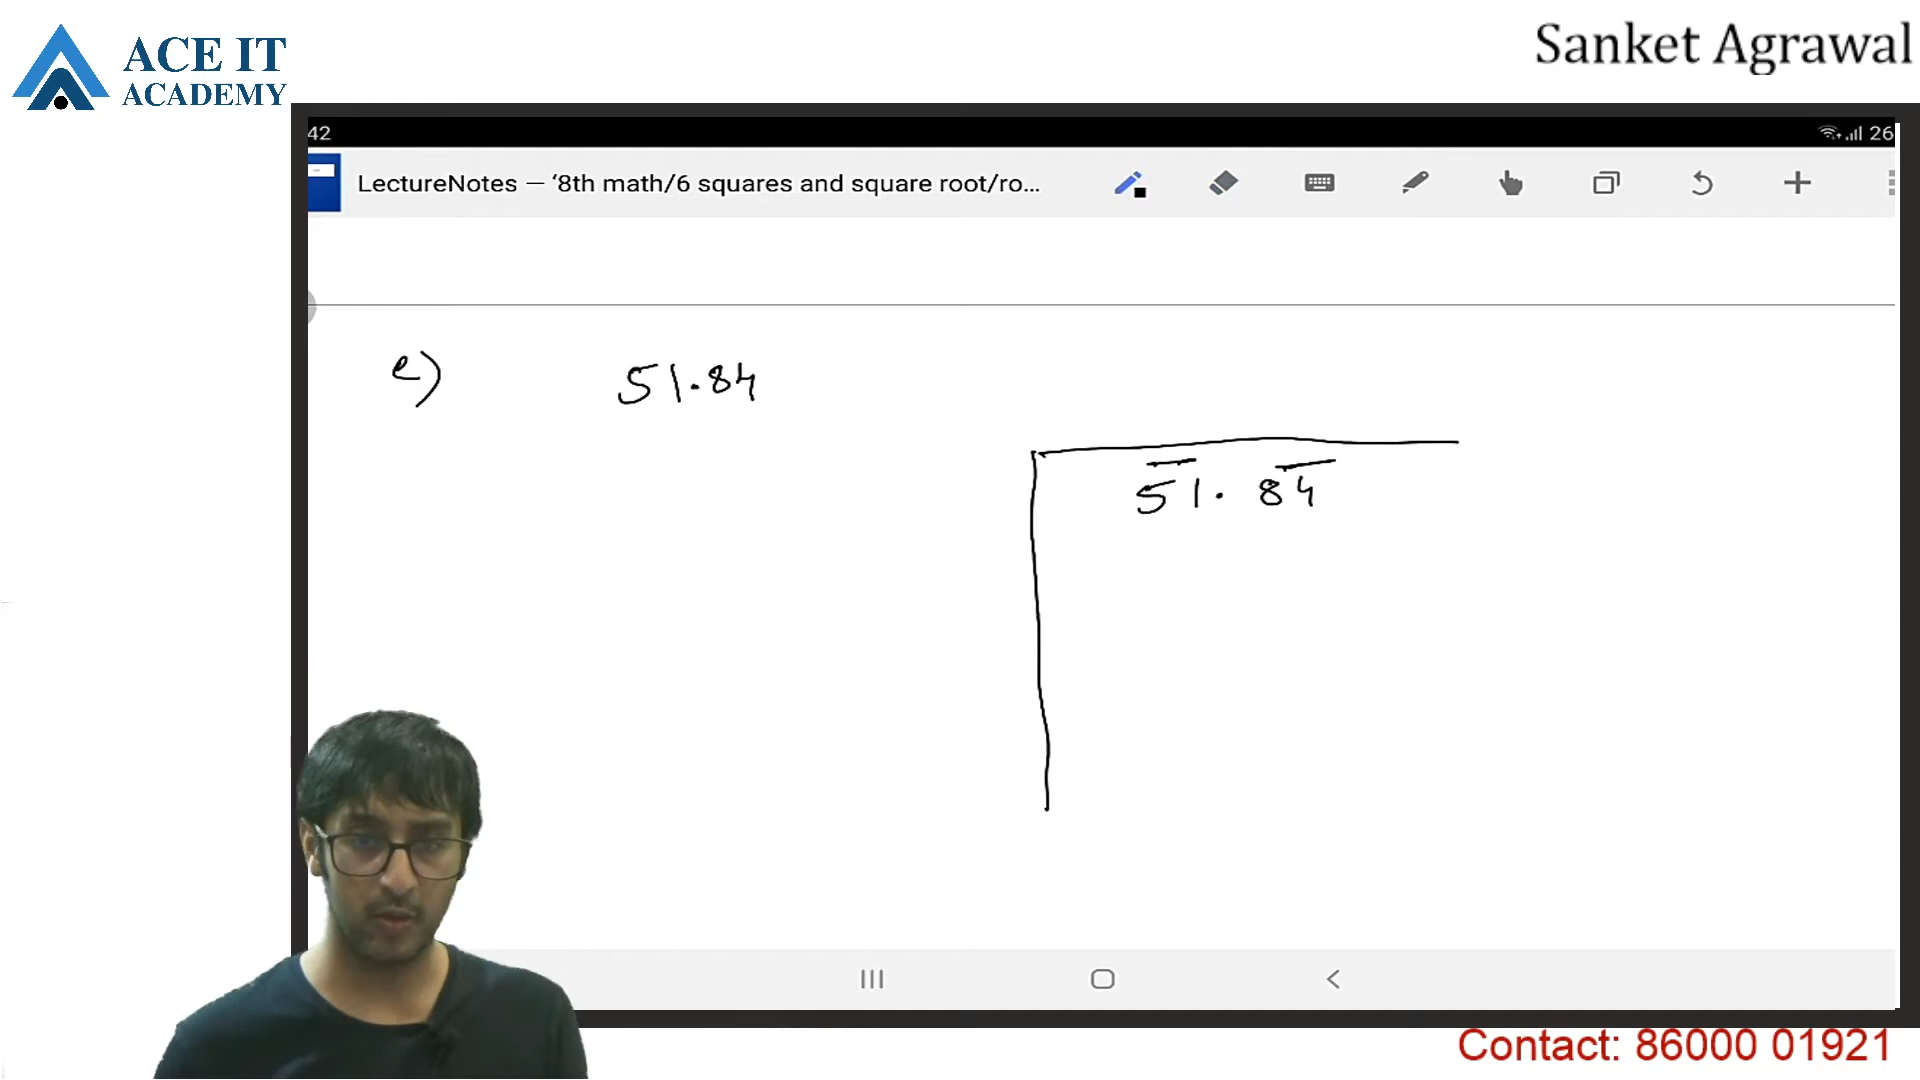 ACE IT
ACADEMY
Sanket Agrawal
42
26
LectureNotes — ‘8th math/6 squares and square root/ro...
e) 51.84
51. 84
Contact: 86000 01921